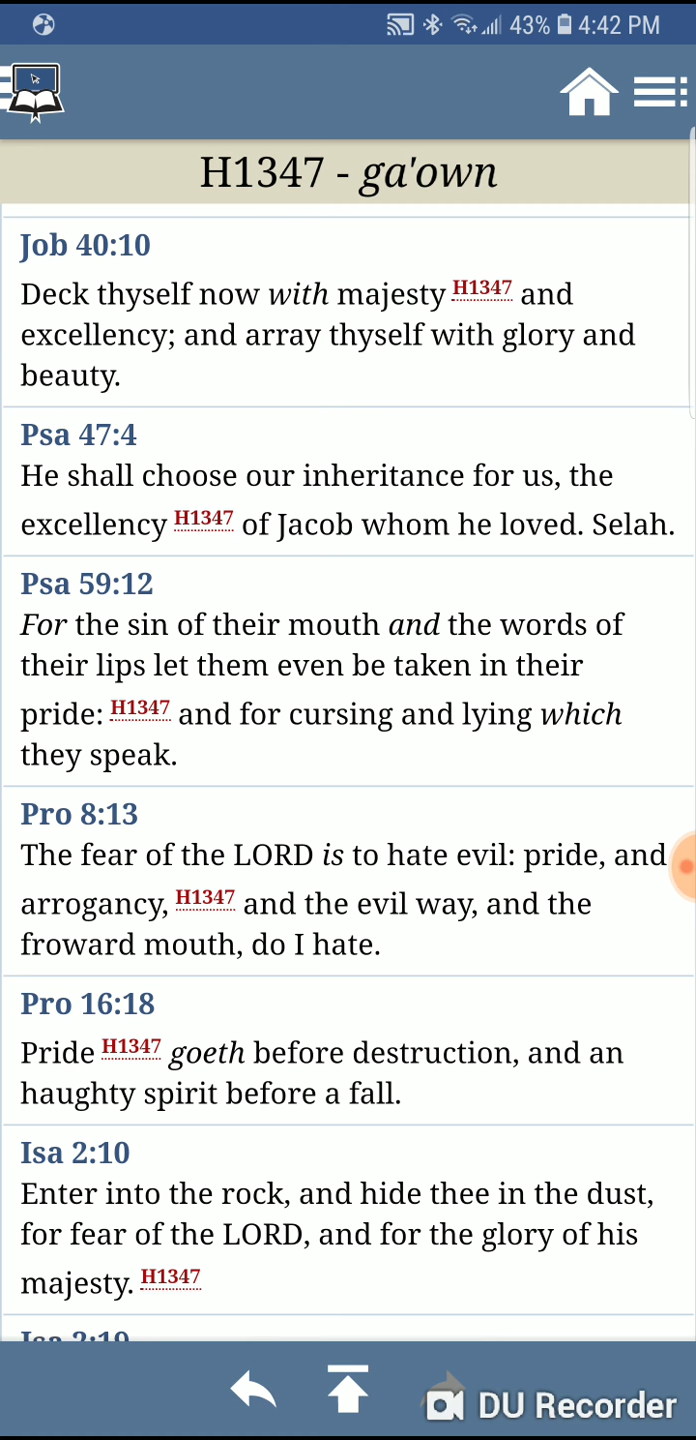 43% 4:42 PM
H1347 - ga'own
Job 40:10
Deck thyself now with majesty H1347 and
excellency; and array thyself with glory and
beauty.
Psa 47:4
He shall choose our inheritance for us, the
excellency H1347 of Jacob whom he loved. Selah.
Psa 59:12
For the sin of their mouth and the words of
their lips let them even be taken in their
pride: H1347 and for cursing and lying which
they speak.
Pro 8:13
The fear of the LORD is to hate evil: pride, and
arrogancy, H1347 and the evil way, and the
froward mouth, do I hate.
Pro 16:18
Pride H1347 goeth before destruction, and an
haughty spirit before a fall.
Isa 2:10
Enter into the rock, and hide thee in the dust,
for fear of the LORD, and for the glory of his
majesty. H1347
Isa 2:19
DU Recorder